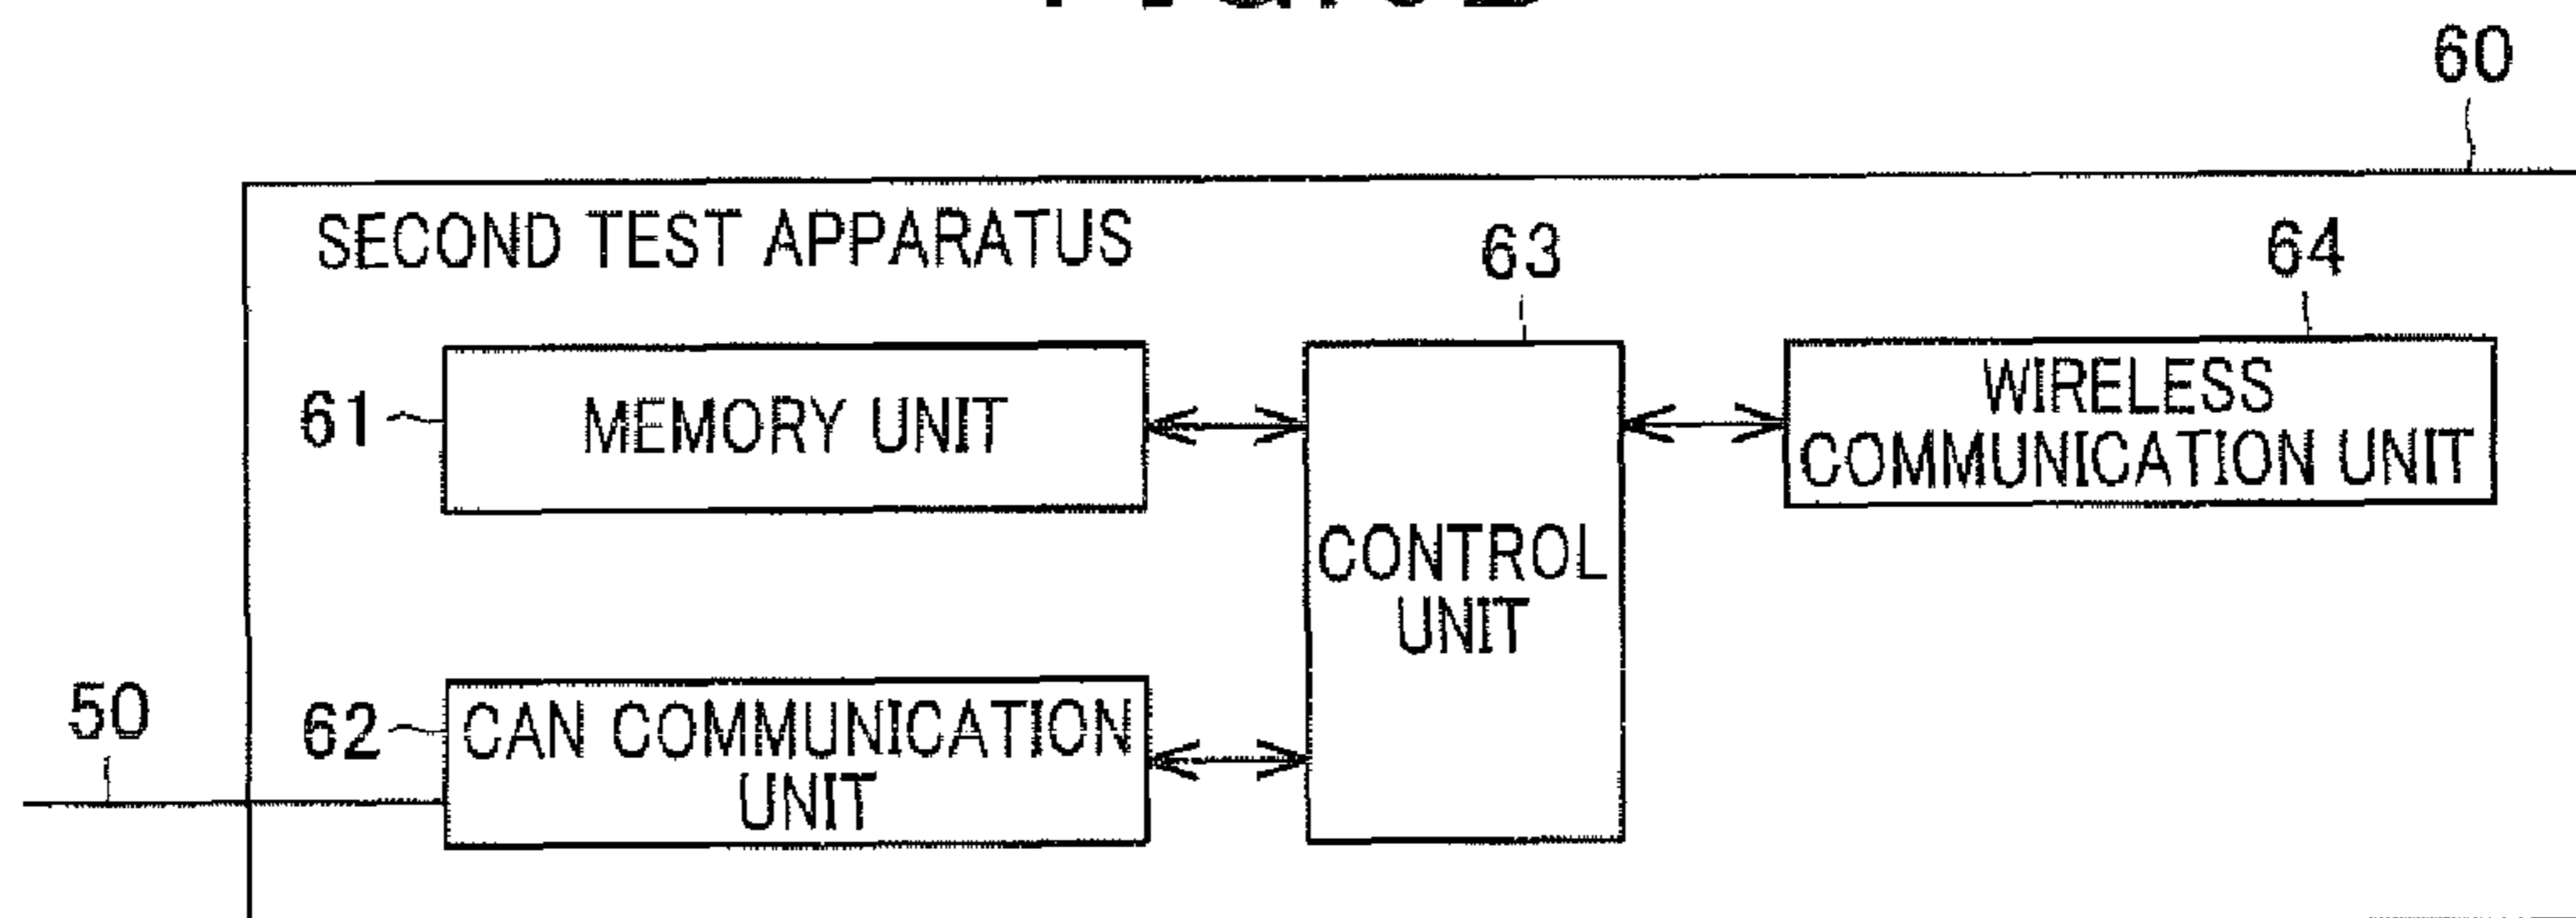 60
SECOND TEST APPARATUS
63
64
61
MEMORY UNIT
WIRELESS
COMMUNICATION UNIT
CONTROL
UNIT
50
62
CAN COMMUNICATION
UNIT